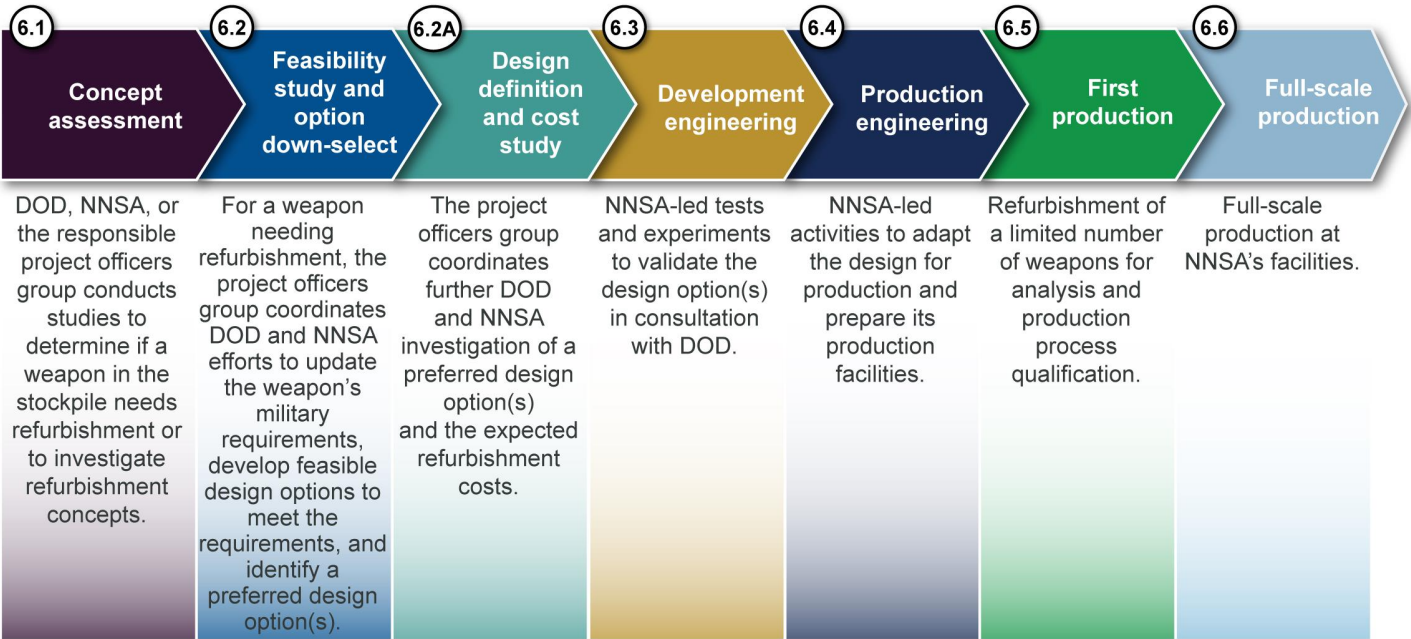 6.1
Concept
assessment
DOD, NNSA, or
the responsible
project officers
group conducts
studies to
determine if a
weapon in the
stockpile needs
refurbishment or
to investigate
refurbishment
concepts.
6.2
Feasibility
study and
option
down-select
For a weapon
needing
refurbishment, the
project officers
group coordinates
DOD and NNSA
efforts to update
the weapon’s
military
requirements,
develop feasible
design options to
meet the
requirements, and
identify a
preferred design
option(s).
6.2A
Design
definition
and cost
study
The project
officers group
coordinates
further DOD
and NNSA
investigation of a
preferred design
option(s)
and the expected
refurbishment
costs.
6.3
Development
engineering
NNSA-led tests
and experiments
to validate the
design option(s)
in consultation
with DOD.
6.4
Production
engineering
NNSA-led
activities to adapt
the design for
production and
prepare its
production
facilities.
6.5
First
production
Refurbishment of
a limited number
of weapons for
analysis and
production
process
qualification.
6.6
Full-scale
production
Full-scale
production at
NNSA’s facilities.